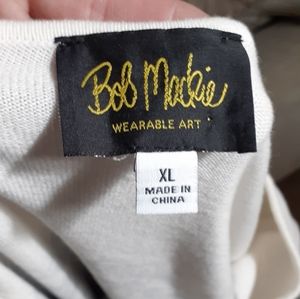 Bob Mackie
WEARABLE ART
XL
MADE IN
CHINA